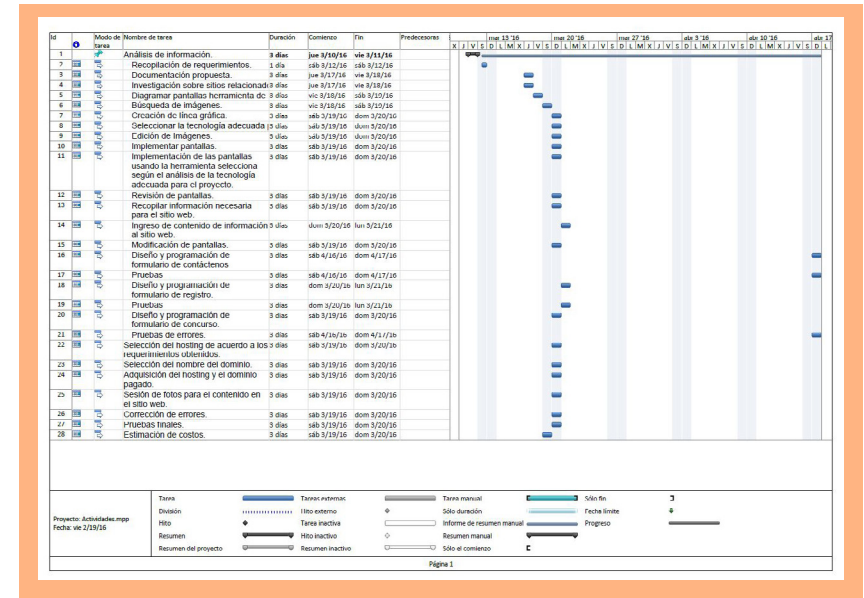 Id Modo de tarea Nombre de tarea Duración Comienzo Fin Predecesoras mar 13 '16 mar 20 '16 mar 27 '16 abr 3 '16 abr 10 '16 abr 17
X J V S D L M X J V S D L M X J V S D L M X J V S D L M X J V S D L M X J V S D L
1 Análisis de información. 3 días jue 3/10/16 vie 3/11/16
2 Recopilación de requerimientos. 1 día sáb 3/12/16 sáb 3/12/16
3 Documentación propuesta. 3 días jue 3/17/16 vie 3/18/16
4 Investigación sobre sitios relacionad 3 días jue 3/17/16 vie 3/18/16
5 Diagramar pantallas herramienta de 3 días vie 3/18/16 sáb 3/19/16
6 Búsqueda de imágenes. 3 días vie 3/18/16 sáb 3/19/16
7 Creación de línea gráfica. 3 días sáb 3/19/16 dom 3/20/16
8 Seleccionar la tecnología adecuada 3 días sáb 3/19/16 dom 3/20/16
9 Edición de Imágenes. 3 días sáb 3/19/16 dom 3/20/16
10 Implementar pantallas. 3 días sáb 3/19/16 dom 3/20/16
11 Implementación de las pantallas 3 días sáb 3/19/16 dom 3/20/16
usando la herramienta selecciona
según el análisis de la tecnología
adecuada para el proyecto.
12 Revisión de pantallas. 3 días sáb 3/19/16 dom 3/20/16
13 Recopilar información necesaria 3 días sáb 3/19/16 dom 3/20/16
para el sitio web.
14 Ingreso de contenido de información 3 días dom 3/20/16 lun 3/21/16
al sitio web.
15 Modificación de pantallas. 3 días sáb 3/19/16 dom 3/20/16
16 Diseño y programación de 3 días sáb 4/16/16 dom 4/17/16
formulario de contáctenos
17 Pruebas 3 días sáb 4/16/16 dom 4/17/16
18 Diseño y programación de 3 días dom 3/20/16 lun 3/21/16
formulario de registro.
19 Pruebas 3 días dom 3/20/16 lun 3/21/16
20 Diseño y programación de 3 días sáb 3/19/16 dom 3/20/16
formulario de concurso.
21 Pruebas de errores. 3 días sáb 4/16/16 dom 4/17/16
22 Selección del hosting de acuerdo a los 3 días sáb 3/19/16 dom 3/20/16
requerimientos obtenidos.
23 Selección del nombre del dominio. 3 días sáb 3/19/16 dom 3/20/16
24 Adquisición del hosting y el dominio 3 días sáb 3/19/16 dom 3/20/16
pagado.
25 Sesión de fotos para el contenido en 3 días sáb 3/19/16 dom 3/20/16
el sitio web.
26 Corrección de errores. 3 días sáb 3/19/16 dom 3/20/16
27 Pruebas finales. 3 días sáb 3/19/16 dom 3/20/16
28 Estimación de costos. 3 días sáb 3/19/16 dom 3/20/16
Tarea Tareas externas Tarea manual Sólo fin
División Hito externo Sólo duración Fecha límite
Proyecto: Actividades.mpp Hito Tarea inactiva Informe de resumen manual Progreso
Fecha: vie 2/19/16 Resumen Hito inactivo Resumen manual
Resumen del proyecto Resumen inactivo Sólo el comienzo
Página 1